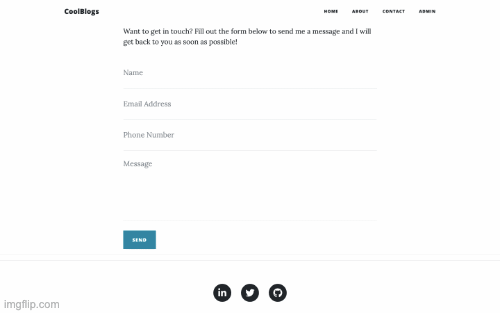 CoolBlogs
HOME ABOUT CONTACT ADMIN
Want to get in touch? Fill out the form below to send me a message and I will
get back to you as soon as possible!
Name
Email Address
Phone Number
Message
SEND
in
imgflip.com